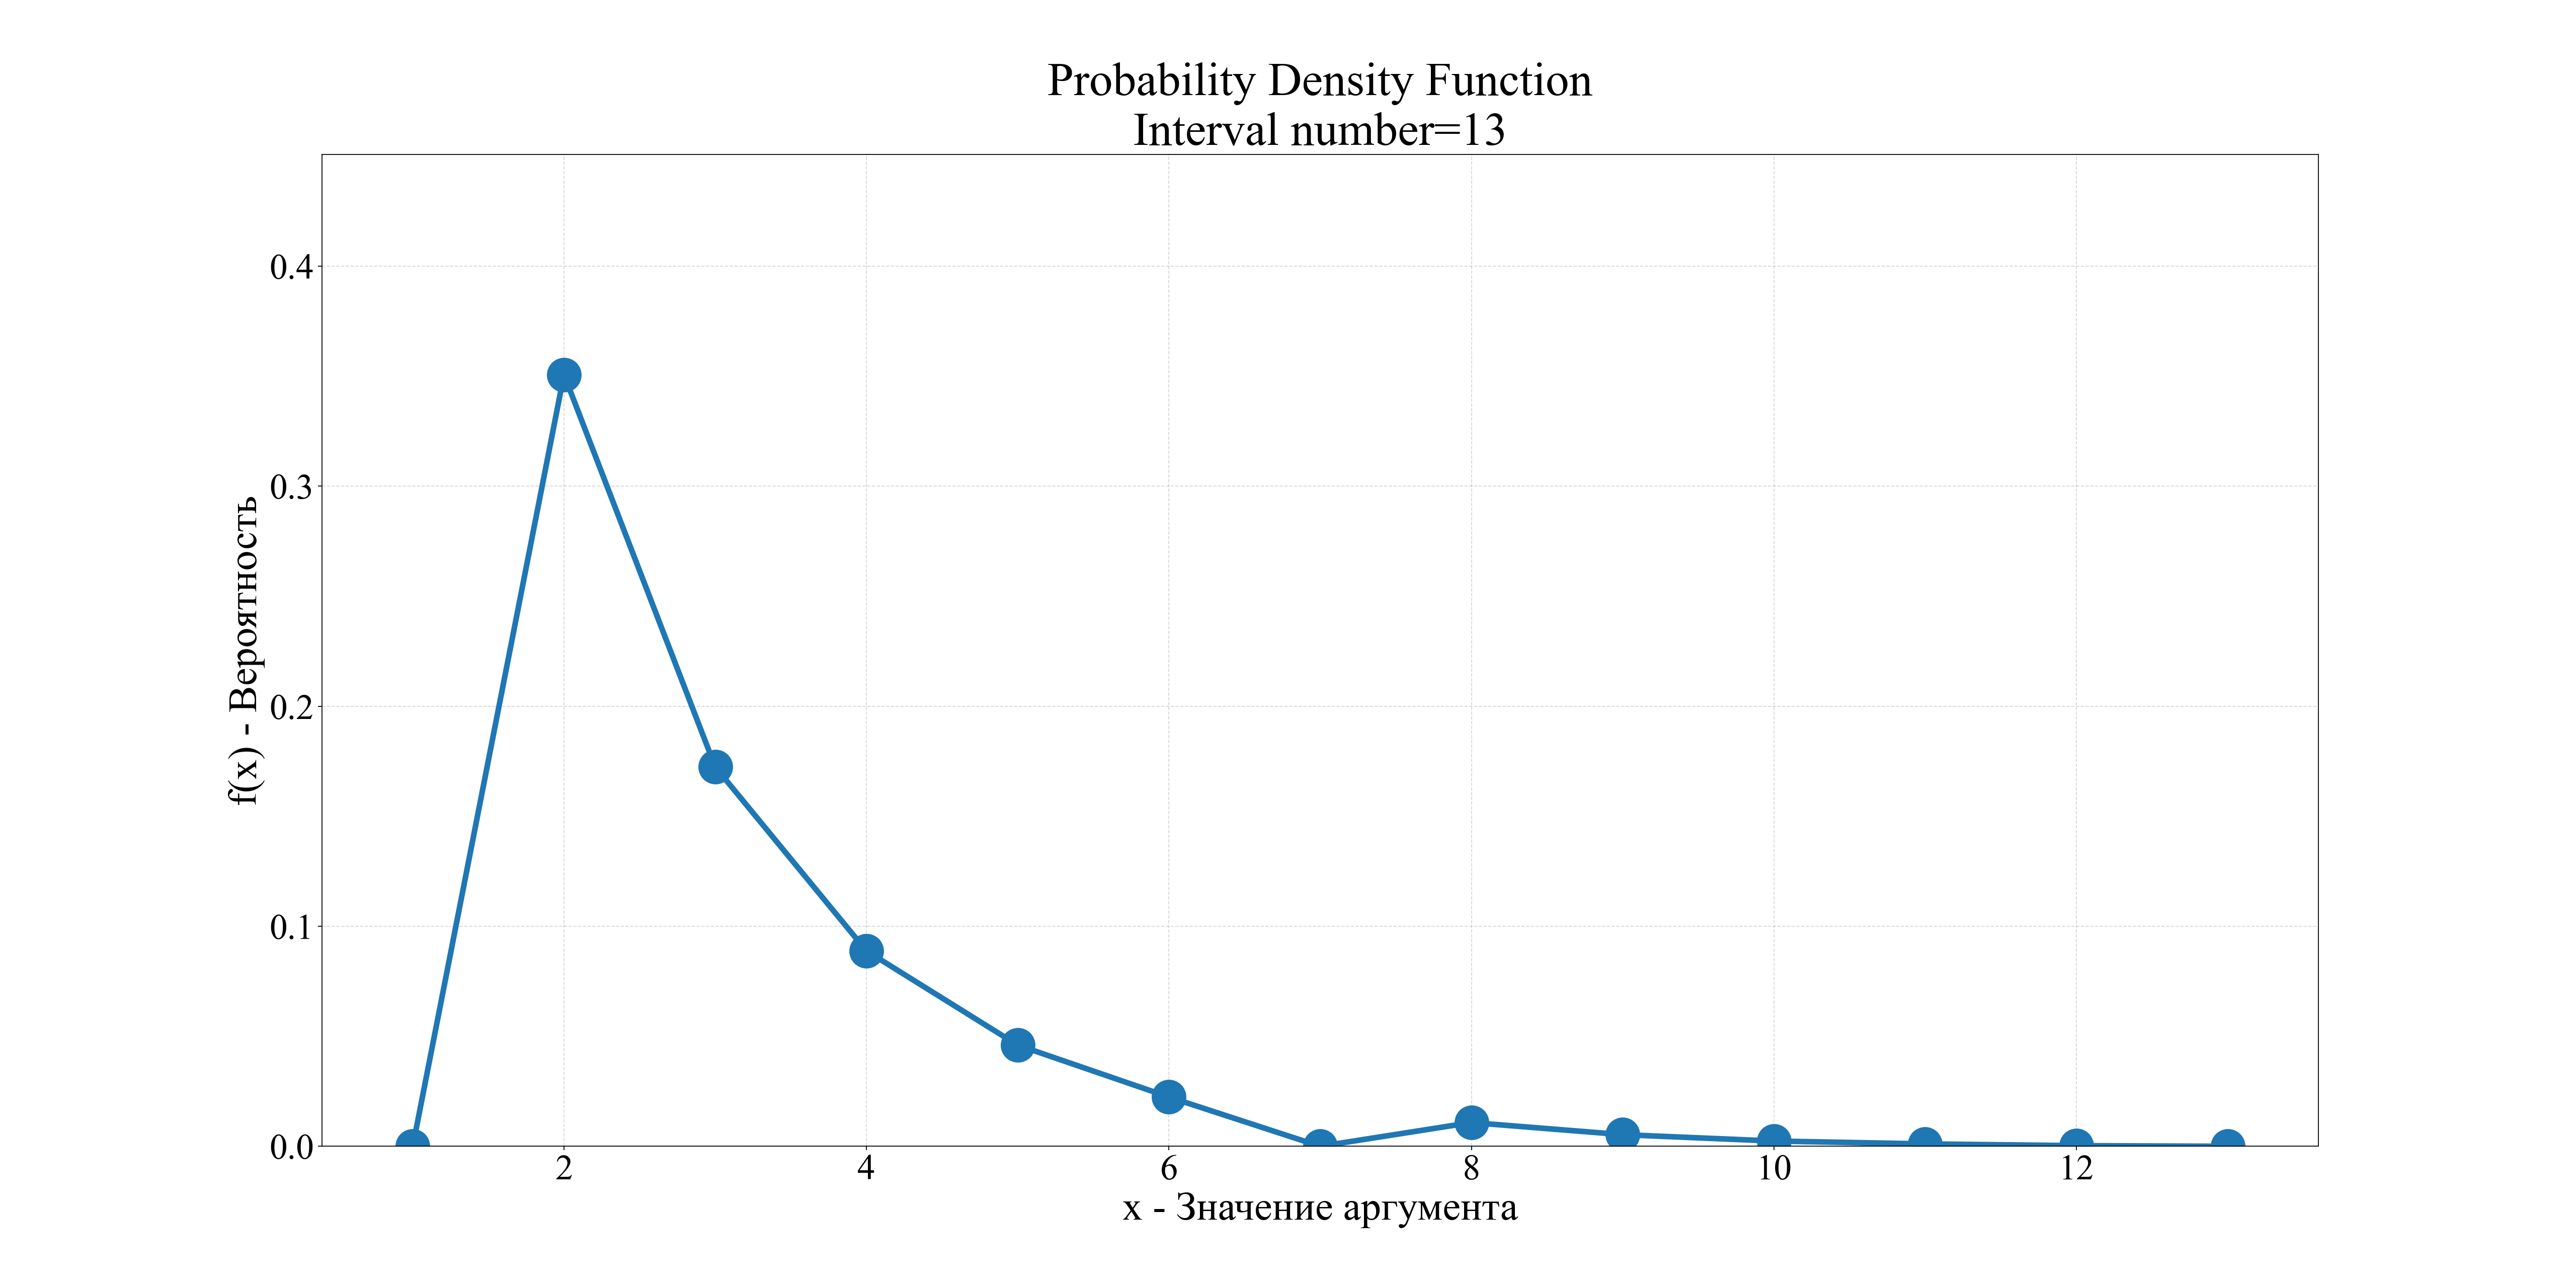 Probability Density Function
Interval number=13
f(x) - Вероятность
0.4
0.3
0.2
0.1
0.0
2 4 6 8 10 12
x - Значение аргумента